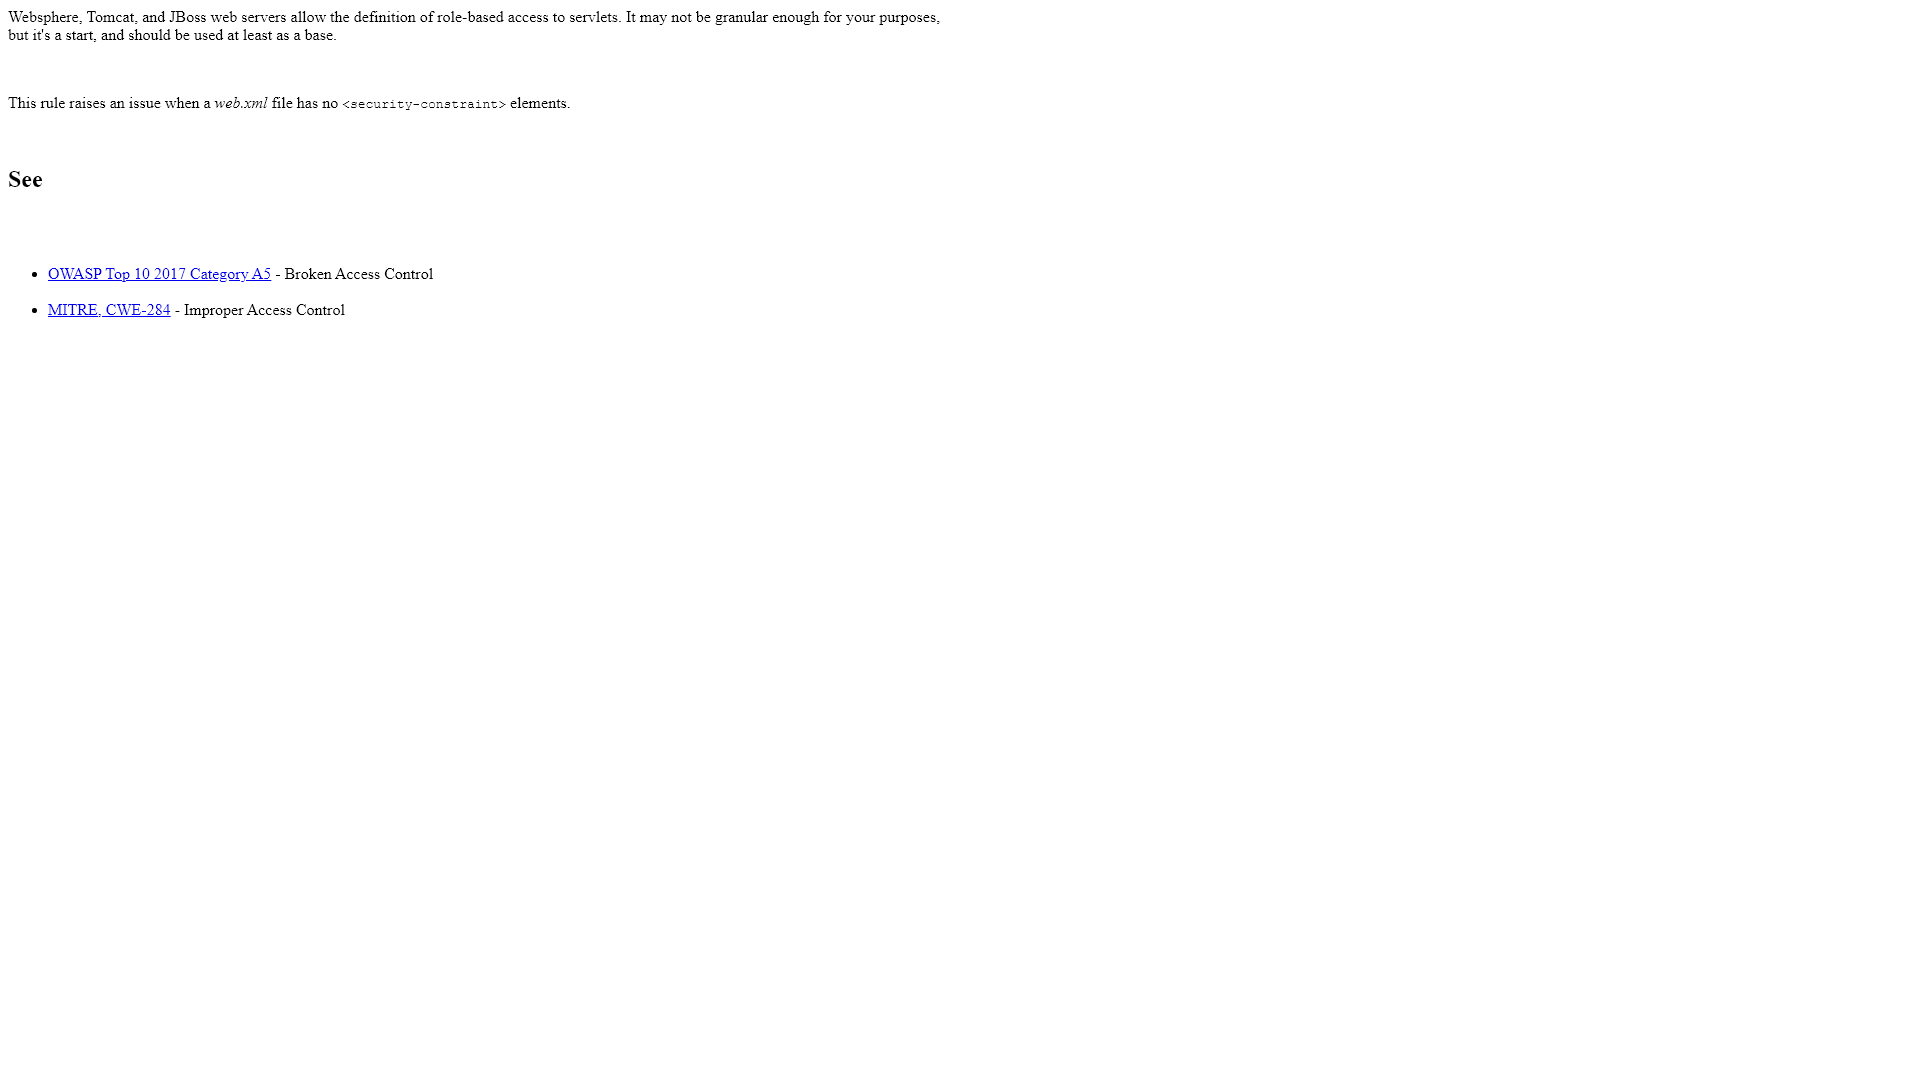 Websphere, Tomcat, and JBoss web servers allow the definition of role-based access to servlets. It may not be granular enough for your purposes,
but it's a start, and should be used at least as a base.
This rule raises an issue when a web.xml file has no <security-constraint> elements.
See
OWASP Top 10 2017 Category A5 - Broken Access Control
MITRE, CWE-284 - Improper Access Control